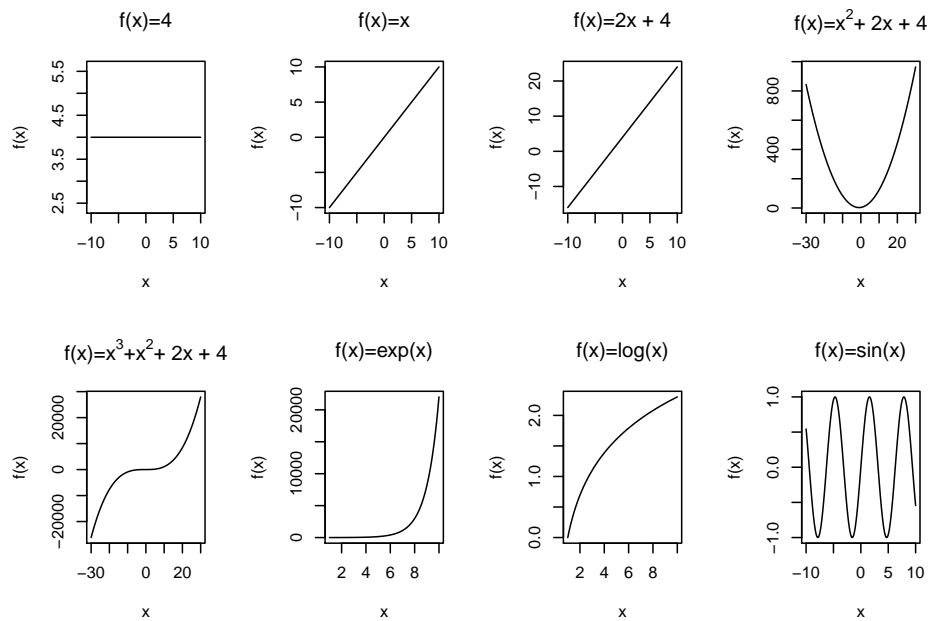 f(x)=4
f(x)
2.5 3.5 4.5 5.5
−10 0 5 10
x
f(x)=x
f(x)
−10 0 5 10
−10 0 5 10
x
f(x)=2x + 4
f(x)
−10 0 10 20
−10 0 5 10
x
f(x)=x²+ 2x + 4
f(x)
0 400 800
−30 0 20
x
f(x)=x³+x²+ 2x + 4
f(x)
−20000 0 20000
−30 0 20
x
f(x)=exp(x)
f(x)
0 10000 20000
2 4 6 8
x
f(x)=log(x)
f(x)
0.0 1.0 2.0
2 4 6 8
x
f(x)=sin(x)
f(x)
−1.0 0.0 1.0
−10 0 5 10
x